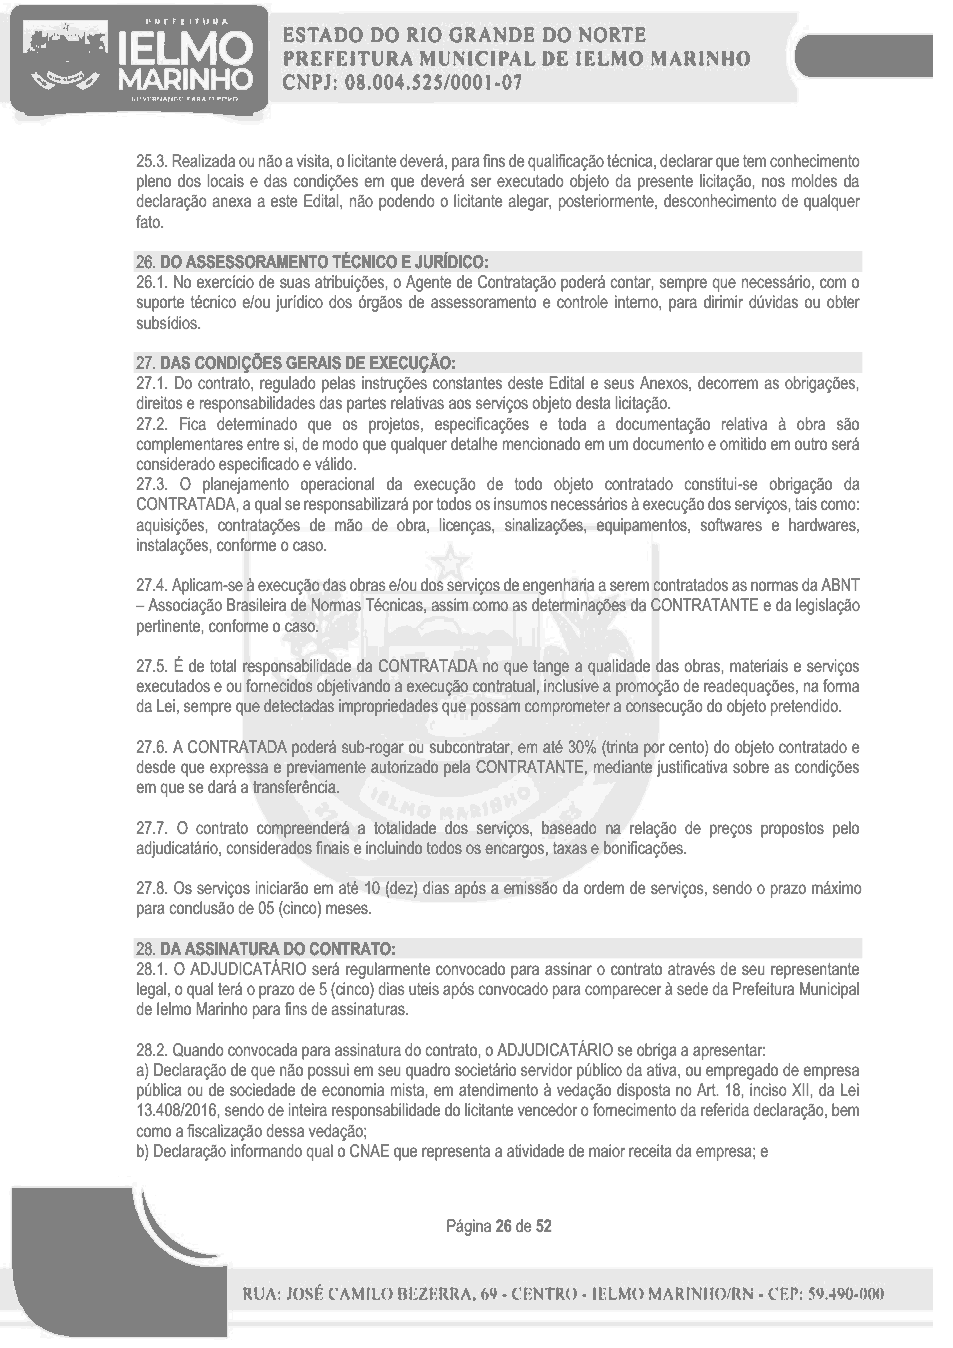 PREFEITURA
IELMO
MARINHO
GOVERNANDO PARA O POVO
ESTADO DO RIO GRANDE DO NORTE
PREFEITURA MUNICIPAL DE IELMO MARINHO
CNPJ: 08.004.525/0001-07
25.3. Realizada ou não a visita, o licitante deverá, para fins de qualificação técnica, declarar que tem conhecimento
pleno dos locais e das condições em que deverá ser executado objeto da presente licitação, nos moldes da
declaração anexa a este Edital, não podendo o licitante alegar, posteriormente, desconhecimento de qualquer
fato.
26. DO ASSESSORAMENTO TÉCNICO E JURÍDICO:
26.1. No exercício de suas atribuições, o Agente de Contratação poderá contar, sempre que necessário, com o
suporte técnico e/ou jurídico dos órgãos de assessoramento e controle interno, para dirimir dúvidas ou obter
subsídios.
27. DAS CONDIÇÕES GERAIS DE EXECUÇÃO:
27.1. Do contrato, regulado pelas instruções constantes deste Edital e seus Anexos, decorrem as obrigações,
direitos e responsabilidades das partes relativas aos serviços objeto desta licitação.
27.2. Fica determinado que os projetos, especificações e toda a documentação relativa à obra são
complementares entre si, de modo que qualquer detalhe mencionado em um documento e omitido em outro será
considerado especificado e válido.
27.3. O planejamento operacional da execução de todo objeto contratado constitui-se obrigação da
CONTRATADA, a qual se responsabilizará por todos os insumos necessários à execução dos serviços, tais como:
aquisições, contratações de mão de obra, licenças, sinalizações, equipamentos, softwares e hardwares,
instalações, conforme o caso.
27.4. Aplicam-se à execução das obras e/ou dos serviços de engenharia a serem contratados as normas da ABNT
– Associação Brasileira de Normas Técnicas, assim como as determinações da CONTRATANTE e da legislação
pertinente, conforme o caso.
27.5. É de total responsabilidade da CONTRATADA no que tange a qualidade das obras, materiais e serviços
executados e ou fornecidos objetivando a execução contratual, inclusive a promoção de readequações, na forma
da Lei, sempre que detectadas impropriedades que possam comprometer a consecução do objeto pretendido.
27.6. A CONTRATADA poderá sub-rogar ou subcontratar, em até 30% (trinta por cento) do objeto contratado e
desde que expressa e previamente autorizado pela CONTRATANTE, mediante justificativa sobre as condições
em que se dará a transferência.
IELMO MARINHO
27.7. O contrato compreenderá a totalidade dos serviços, baseado na relação de preços propostos pelo
adjudicatário, considerados finais e incluindo todos os encargos, taxas e bonificações.
27.8. Os serviços iniciarão em até 10 (dez) dias após a emissão da ordem de serviços, sendo o prazo máximo
para conclusão de 05 (cinco) meses.
28. DA ASSINATURA DO CONTRATO:
28.1. O ADJUDICATÁRIO será regularmente convocado para assinar o contrato através de seu representante
legal, o qual terá o prazo de 5 (cinco) dias uteis após convocado para comparecer à sede da Prefeitura Municipal
de Ielmo Marinho para fins de assinaturas.
28.2. Quando convocada para assinatura do contrato, o ADJUDICATÁRIO se obriga a apresentar:
a) Declaração de que não possui em seu quadro societário servidor público da ativa, ou empregado de empresa
pública ou de sociedade de economia mista, em atendimento à vedação disposta no Art. 18, inciso XII, da Lei
13.408/2016, sendo de inteira responsabilidade do licitante vencedor o fornecimento da referida declaração, bem
como a fiscalização dessa vedação;
b) Declaração informando qual o CNAE que representa a atividade de maior receita da empresa; e
Página 26 de 52
RUA: JOSÉ CAMILO BEZERRA, 69 - CENTRO - IELMO MARINHO/RN - CEP: 59.490-000